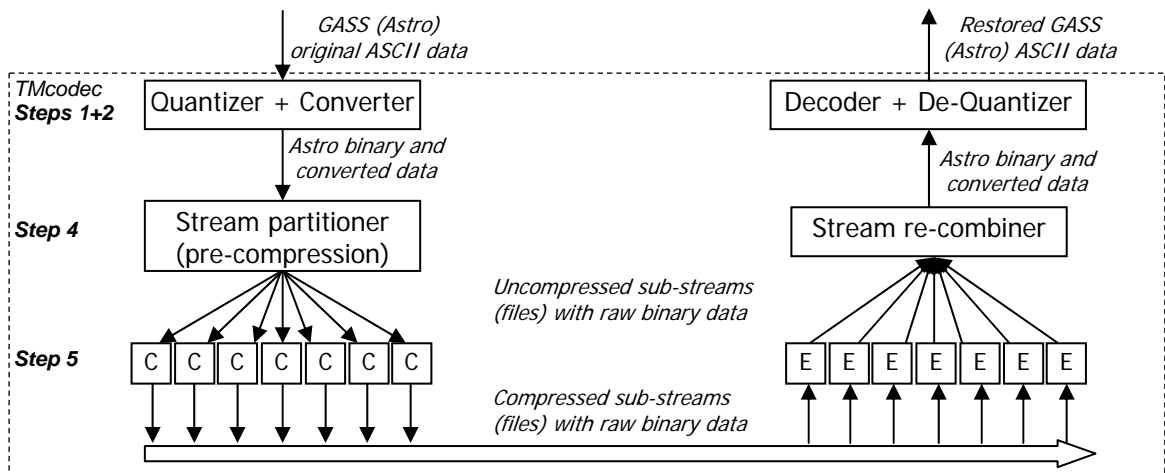 GASS (Astro)
original ASCII data
Restored GASS
(Astro) ASCII data
TMcodec
Steps 1+2
Quantizer + Converter
Decoder + De-Quantizer
Astro binary and
converted data
Astro binary and
converted data
Step 4
Stream partitioner
(pre-compression)
Stream re-combiner
Uncompressed sub-streams
(files) with raw binary data
Step 5
C C C C C C C
E E E E E E E
Compressed sub-streams
(files) with raw binary data